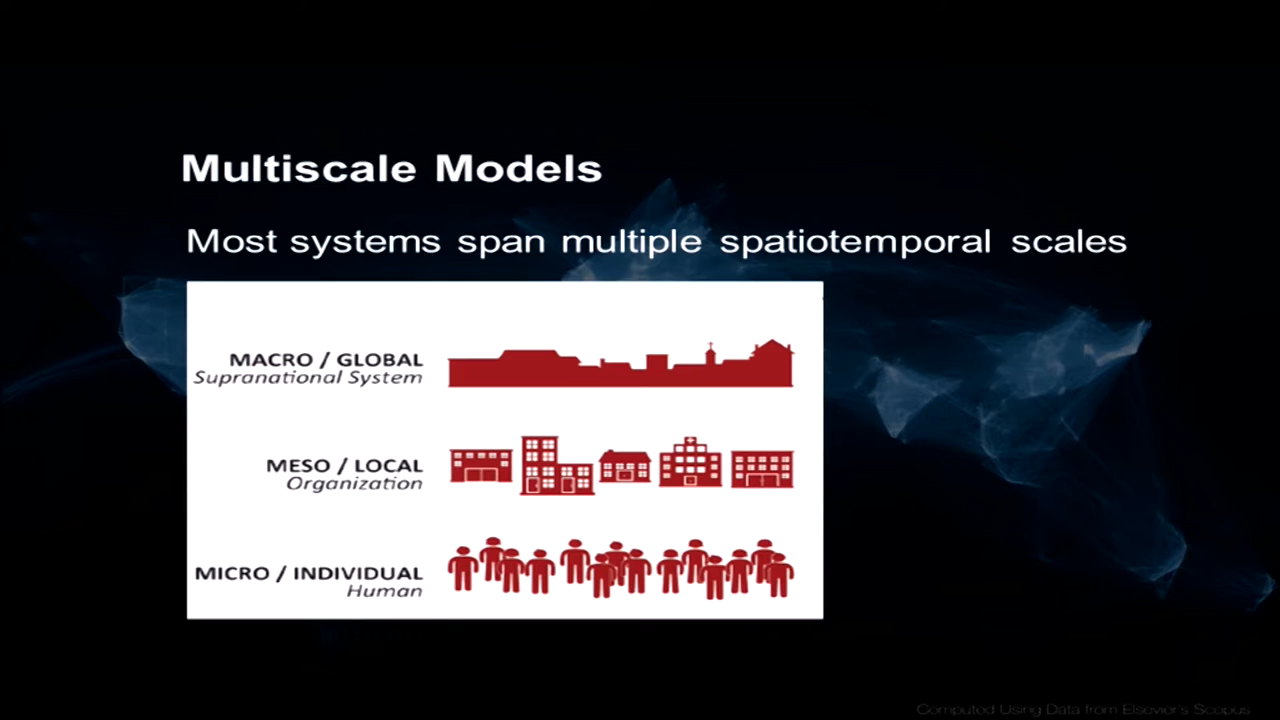 Multiscale Models
Most systems span multiple spatiotemporal scales
MACRO / GLOBAL
Supranational System
MESO / LOCAL
Organization
MICRO / INDIVIDUAL
Human
Computed Using Data from Elsevier's Scopus